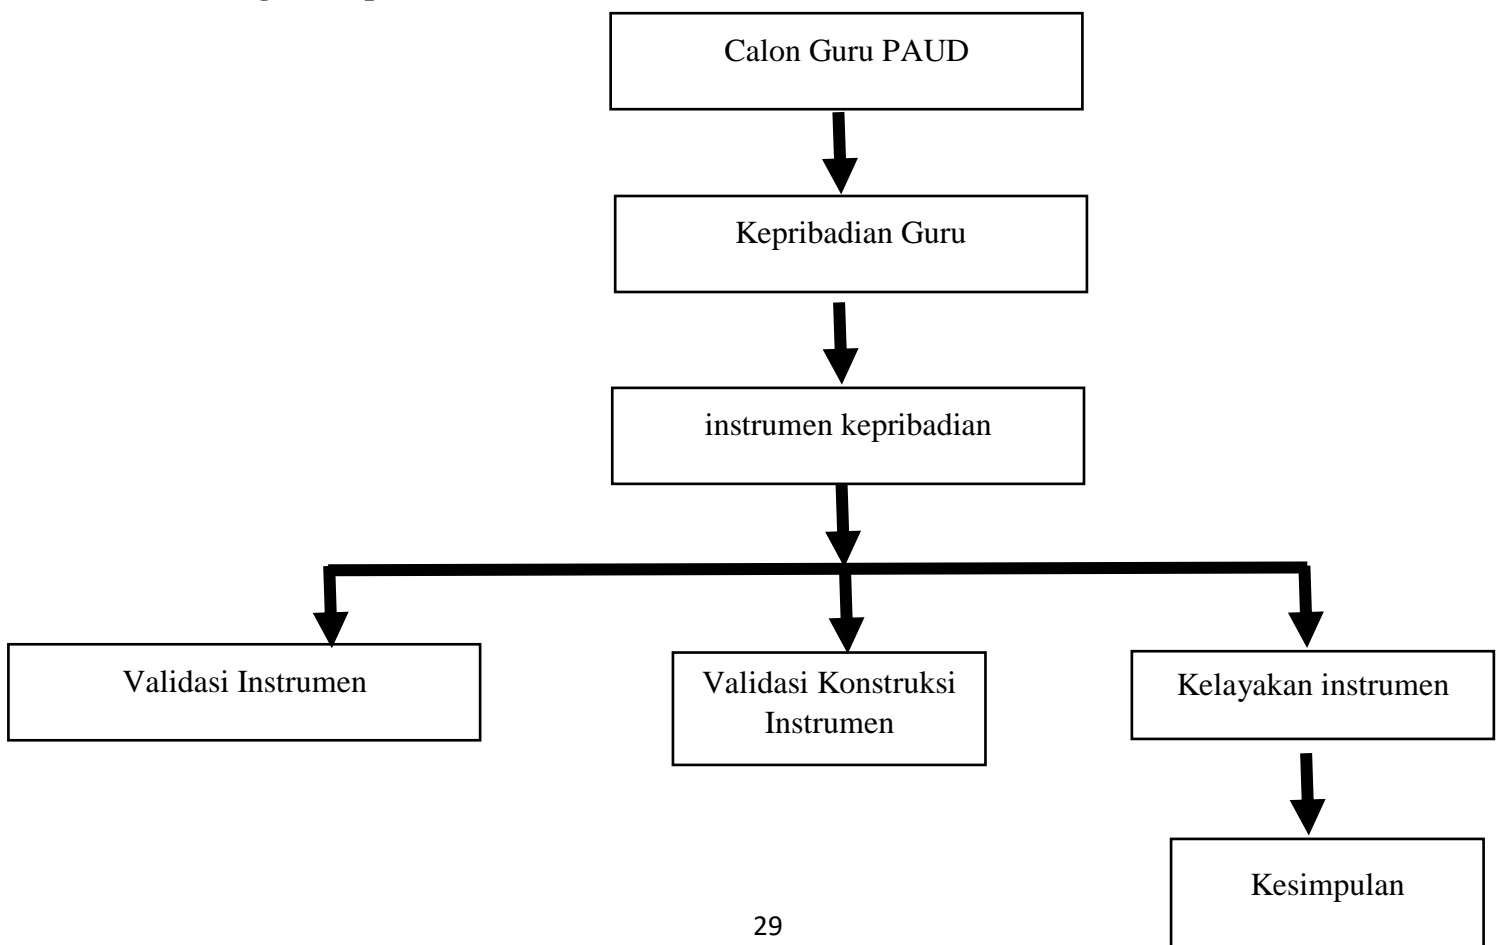 Calon Guru PAUD
Kepribadian Guru
instrumen kepribadian
Validasi Instrumen
Validasi Konstruksi
Instrumen
Kelayakan instrumen
Kesimpulan
29